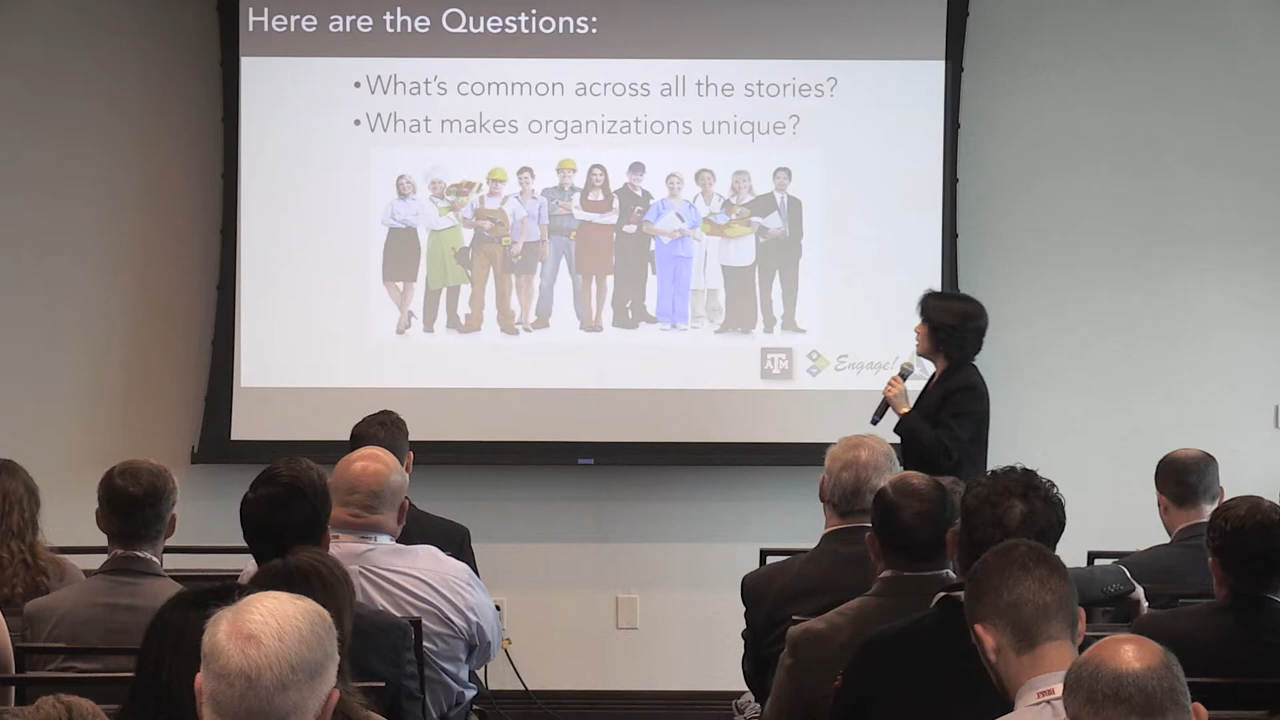 Here are the Questions:
•What's common across all the stories?
•What makes organizations unique?
ATM Engage!